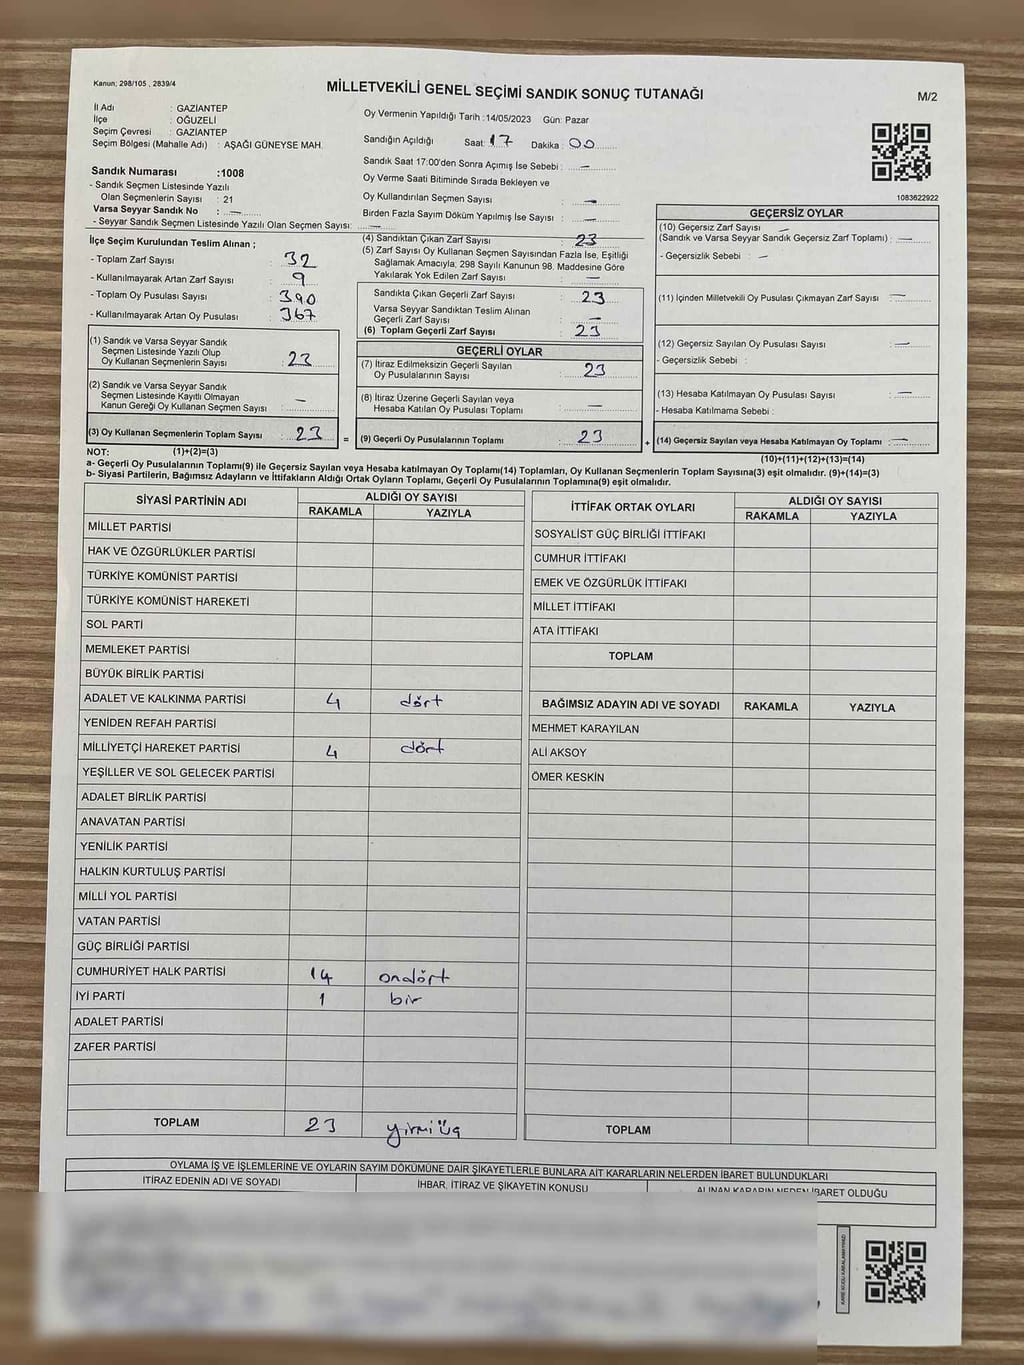 Kanun; 298/105 , 2839/4
MİLLETVEKİLİ GENEL SEÇİMİ SANDIK SONUÇ TUTANAĞI
M/2
İl Adı : GAZİANTEP
İlçe : OĞUZELİ
Seçim Çevresi : GAZİANTEP
Seçim Bölgesi (Mahalle Adı) : AŞAĞI GÜNEYSE MAH.
Sandık Numarası :1008
- Sandık Seçmen Listesinde Yazılı
Olan Seçmenlerin Sayısı : 21
Varsa Seyyar Sandık No : —
- Seyyar Sandık Seçmen Listesinde Yazılı Olan Seçmen Sayısı: —
Oy Vermenin Yapıldığı Tarih :14/05/2023 Gün: Pazar
Sandığın Açıldığı Saat: 17 Dakika : 00
Sandık Saat 17:00'den Sonra Açımış İse Sebebi : —
Oy Verme Saati Bitiminde Sırada Bekleyen ve
Oy Kullandırılan Seçmen Sayısı : —
Birden Fazla Sayım Döküm Yapılmış İse Sayısı : —
1083622922
İlçe Seçim Kurulundan Teslim Alınan ;
- Toplam Zarf Sayısı : 32
- Kullanılmayarak Artan Zarf Sayısı : 9
- Toplam Oy Pusulası Sayısı : 390
- Kullanılmayarak Artan Oy Pusulası : 367
(1) Sandık ve Varsa Seyyar Sandık
Seçmen Listesinde Yazılı Olup
Oy Kullanan Seçmenlerin Sayısı : 23
(2) Sandık ve Varsa Seyyar Sandık
Seçmen Listesinde Kayıtlı Olmayan
Kanun Gereği Oy Kullanan Seçmen Sayısı : —
(3) Oy Kullanan Seçmenlerin Toplam Sayısı : 23
(4) Sandıktan Çıkan Zarf Sayısı : 23
(5) Zarf Sayısı Oy Kullanan Seçmen Sayısından Fazla İse, Eşitliği
Sağlamak Amacıyla, 298 Sayılı Kanunun 98. Maddesine Göre
Yakılarak Yok Edilen Zarf Sayısı : —
Sandıkta Çıkan Geçerli Zarf Sayısı : 23
Varsa Seyyar Sandıktan Teslim Alınan
Geçerli Zarf Sayısı : —
(6) Toplam Geçerli Zarf Sayısı : 23
GEÇERLİ OYLAR
(7) İtiraz Edilmeksizin Geçerli Sayılan
Oy Pusulalarının Sayısı : 23
(8) İtiraz Üzerine Geçerli Sayılan veya
Hesaba Katılan Oy Pusulası Toplamı : —
= (9) Geçerli Oy Pusulalarının Toplamı : 23 +
GEÇERSİZ OYLAR
(10) Geçersiz Zarf Sayısı —
(Sandık ve Varsa Seyyar Sandık Geçersiz Zarf Toplamı) : —
- Geçersizlik Sebebi : —
(11) İçinden Milletvekili Oy Pusulası Çıkmayan Zarf Sayısı : —
(12) Geçersiz Sayılan Oy Pusulası Sayısı : —
- Geçersizlik Sebebi :
(13) Hesaba Katılmayan Oy Pusulası Sayısı : —
- Hesaba Katılmama Sebebi :
(14) Geçersiz Sayılan veya Hesaba Katılmayan Oy Toplamı : —
NOT: (1)+(2)=(3) (10)+(11)+(12)+(13)=(14)
a- Geçerli Oy Pusulalarının Toplamı(9) ile Geçersiz Sayılan veya Hesaba katılmayan Oy Toplamı(14) Toplamları, Oy Kullanan Seçmenlerin Toplam Sayısına(3) eşit olmalıdır. (9)+(14)=(3)
b- Siyasi Partilerin, Bağımsız Adayların ve İttifakların Aldığı Ortak Oyların Toplamı, Geçerli Oy Pusulalarının Toplamına(9) eşit olmalıdır.
SİYASİ PARTİNİN ADI ALDIĞI OY SAYISI
RAKAMLA YAZIYLA
MİLLET PARTİSİ
HAK VE ÖZGÜRLÜKLER PARTİSİ
TÜRKİYE KOMÜNİST PARTİSİ
TÜRKİYE KOMÜNİST HAREKETİ
SOL PARTİ
MEMLEKET PARTİSİ
BÜYÜK BİRLİK PARTİSİ
ADALET VE KALKINMA PARTİSİ 4 dört
YENİDEN REFAH PARTİSİ
MİLLİYETÇİ HAREKET PARTİSİ 4 dört
YEŞİLLER VE SOL GELECEK PARTİSİ
ADALET BİRLİK PARTİSİ
ANAVATAN PARTİSİ
YENİLİK PARTİSİ
HALKIN KURTULUŞ PARTİSİ
MİLLİ YOL PARTİSİ
VATAN PARTİSİ
GÜÇ BİRLİĞİ PARTİSİ
CUMHURİYET HALK PARTİSİ 14 ondört
İYİ PARTİ 1 bir
ADALET PARTİSİ
ZAFER PARTİSİ
TOPLAM 23 yirmiüç
İTTİFAK ORTAK OYLARI ALDIĞI OY SAYISI
RAKAMLA YAZIYLA
SOSYALİST GÜÇ BİRLİĞİ İTTİFAKI
CUMHUR İTTİFAKI
EMEK VE ÖZGÜRLÜK İTTİFAKI
MİLLET İTTİFAKI
ATA İTTİFAKI
TOPLAM
BAĞIMSIZ ADAYIN ADI VE SOYADI RAKAMLA YAZIYLA
MEHMET KARAYILAN
ALİ AKSOY
ÖMER KESKİN
TOPLAM
OYLAMA İŞ VE İŞLEMLERİNE VE OYLARIN SAYIM DÖKÜMÜNE DAİR ŞİKAYETLERLE BUNLARA AİT KARARLARIN NELERDEN İBARET BULUNDUKLARI
İTİRAZ EDENİN ADI VE SOYADI İHBAR, İTİRAZ VE ŞİKAYETİN KONUSU ALINAN KARARIN NEDEN İBARET OLDUĞU